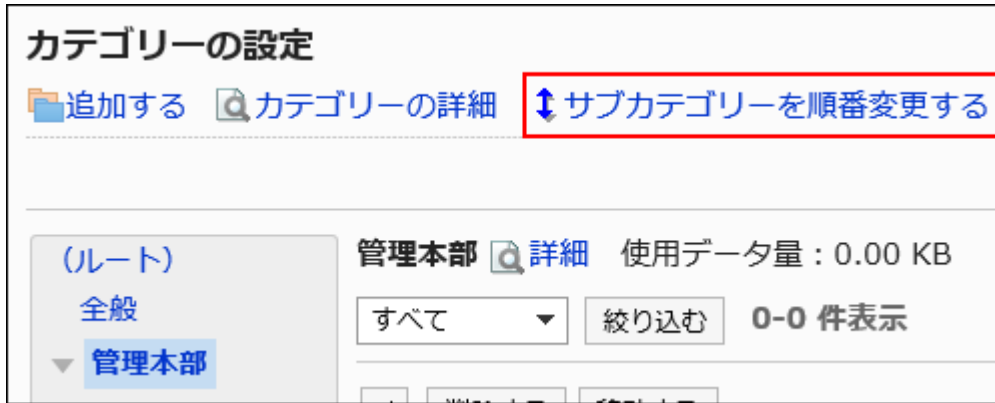 カテゴリーの設定
追加する カテゴリーの詳細 サブカテゴリーを順番変更する
(ルート)
全般
管理本部
管理本部 詳細 使用データ量:0.00 KB
すべて 絞り込む 0-0 件表示